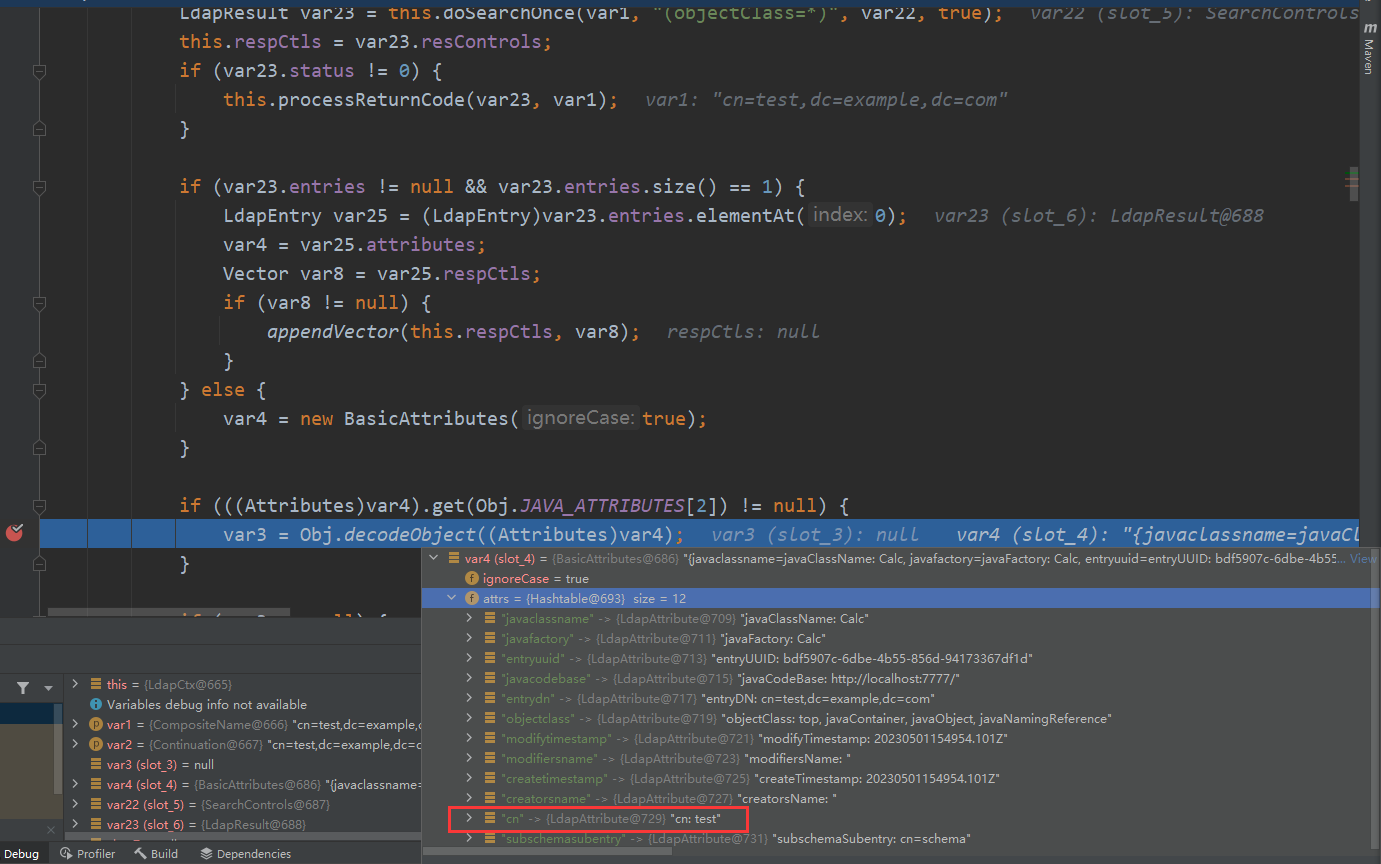 LdapResult var23 = this.doSearchOnce(var1, "(objectClass=*)", var22, true);   var22 (slot_5): SearchControls
this.respCtls = var23.resControls;
if (var23.status != 0) {
this.processReturnCode(var23, var1);   var1: "cn=test,dc=example,dc=com"
}
if (var23.entries != null && var23.entries.size() == 1) {
LdapEntry var25 = (LdapEntry)var23.entries.elementAt( index: 0);   var23 (slot_6): LdapResult@688
var4 = var25.attributes;
Vector var8 = var25.respCtls;
if (var8 != null) {
appendVector(this.respCtls, var8);   respCtls: null
}
} else {
var4 = new BasicAttributes( ignoreCase: true);
}
if (((Attributes)var4).get(Obj.JAVA_ATTRIBUTES[2]) != null) {
var3 = Obj.decodeObject((Attributes)var4);   var3 (slot_3): null   var4 (slot_4): "{javaclassname=javaCl
}
m Maven
var4 (slot_4) = {BasicAttributes@686} "{javaclassname=javaClassName: Calc, javafactory=javaFactory: Calc, entryuuid=entryUUID: bdf5907c-6dbe-4b55... View
f ignoreCase = true
f attrs = {Hashtable@693} size = 12
"javaclassname" -> {LdapAttribute@709} "javaClassName: Calc"
"javafactory" -> {LdapAttribute@711} "javaFactory: Calc"
"entryuuid" -> {LdapAttribute@713} "entryUUID: bdf5907c-6dbe-4b55-856d-94173367df1d"
"javacodebase" -> {LdapAttribute@715} "javaCodeBase: http://localhost:7777/"
"entrydn" -> {LdapAttribute@717} "entryDN: cn=test,dc=example,dc=com"
"objectclass" -> {LdapAttribute@719} "objectClass: top, javaContainer, javaObject, javaNamingReference"
"modifytimestamp" -> {LdapAttribute@721} "modifyTimestamp: 20230501154954.101Z"
"modifiersname" -> {LdapAttribute@723} "modifiersName: "
"createtimestamp" -> {LdapAttribute@725} "createTimestamp: 20230501154954.101Z"
"creatorsname" -> {LdapAttribute@727} "creatorsName: "
"cn" -> {LdapAttribute@729} "cn: test"
"subschemasubentry" -> {LdapAttribute@731} "subschemaSubentry: cn=schema"
this = {LdapCtx@665}
Variables debug info not available
p var1 = {CompositeName@666} "cn=test,dc=example,c
p var2 = {Continuation@667} "cn=test,dc=example,dc=c
var3 (slot_3) = null
var4 (slot_4) = {BasicAttributes@686} "{javaclassname=
var22 (slot_5) = {SearchControls@687}
var23 (slot_6) = {LdapResult@688}
Debug Profiler Build Dependencies